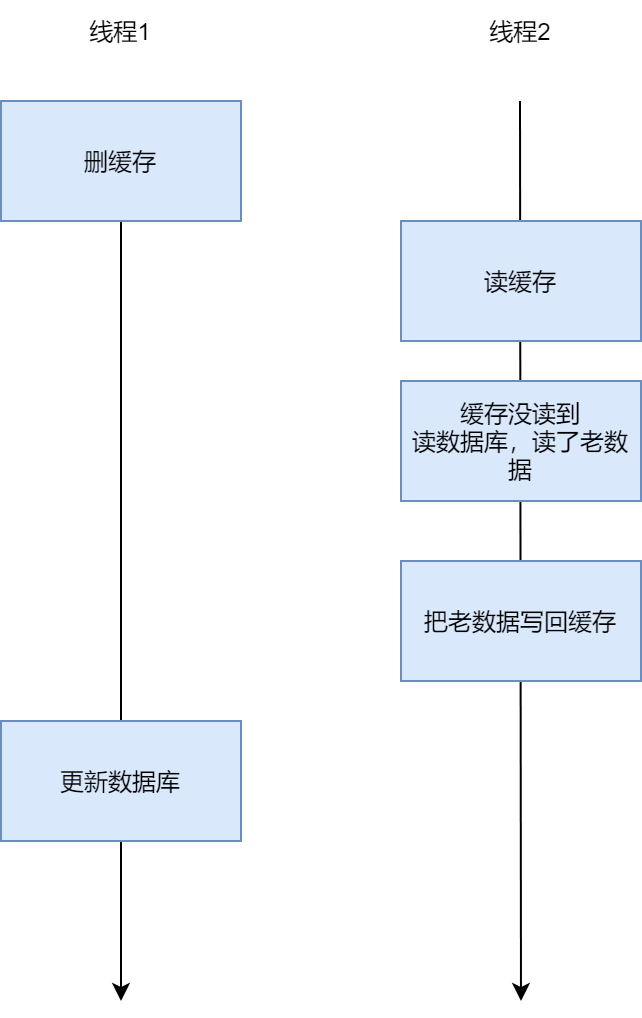 线程1
线程2
删缓存
读缓存
缓存没读到
读数据库，读了老数
据
把老数据写回缓存
更新数据库